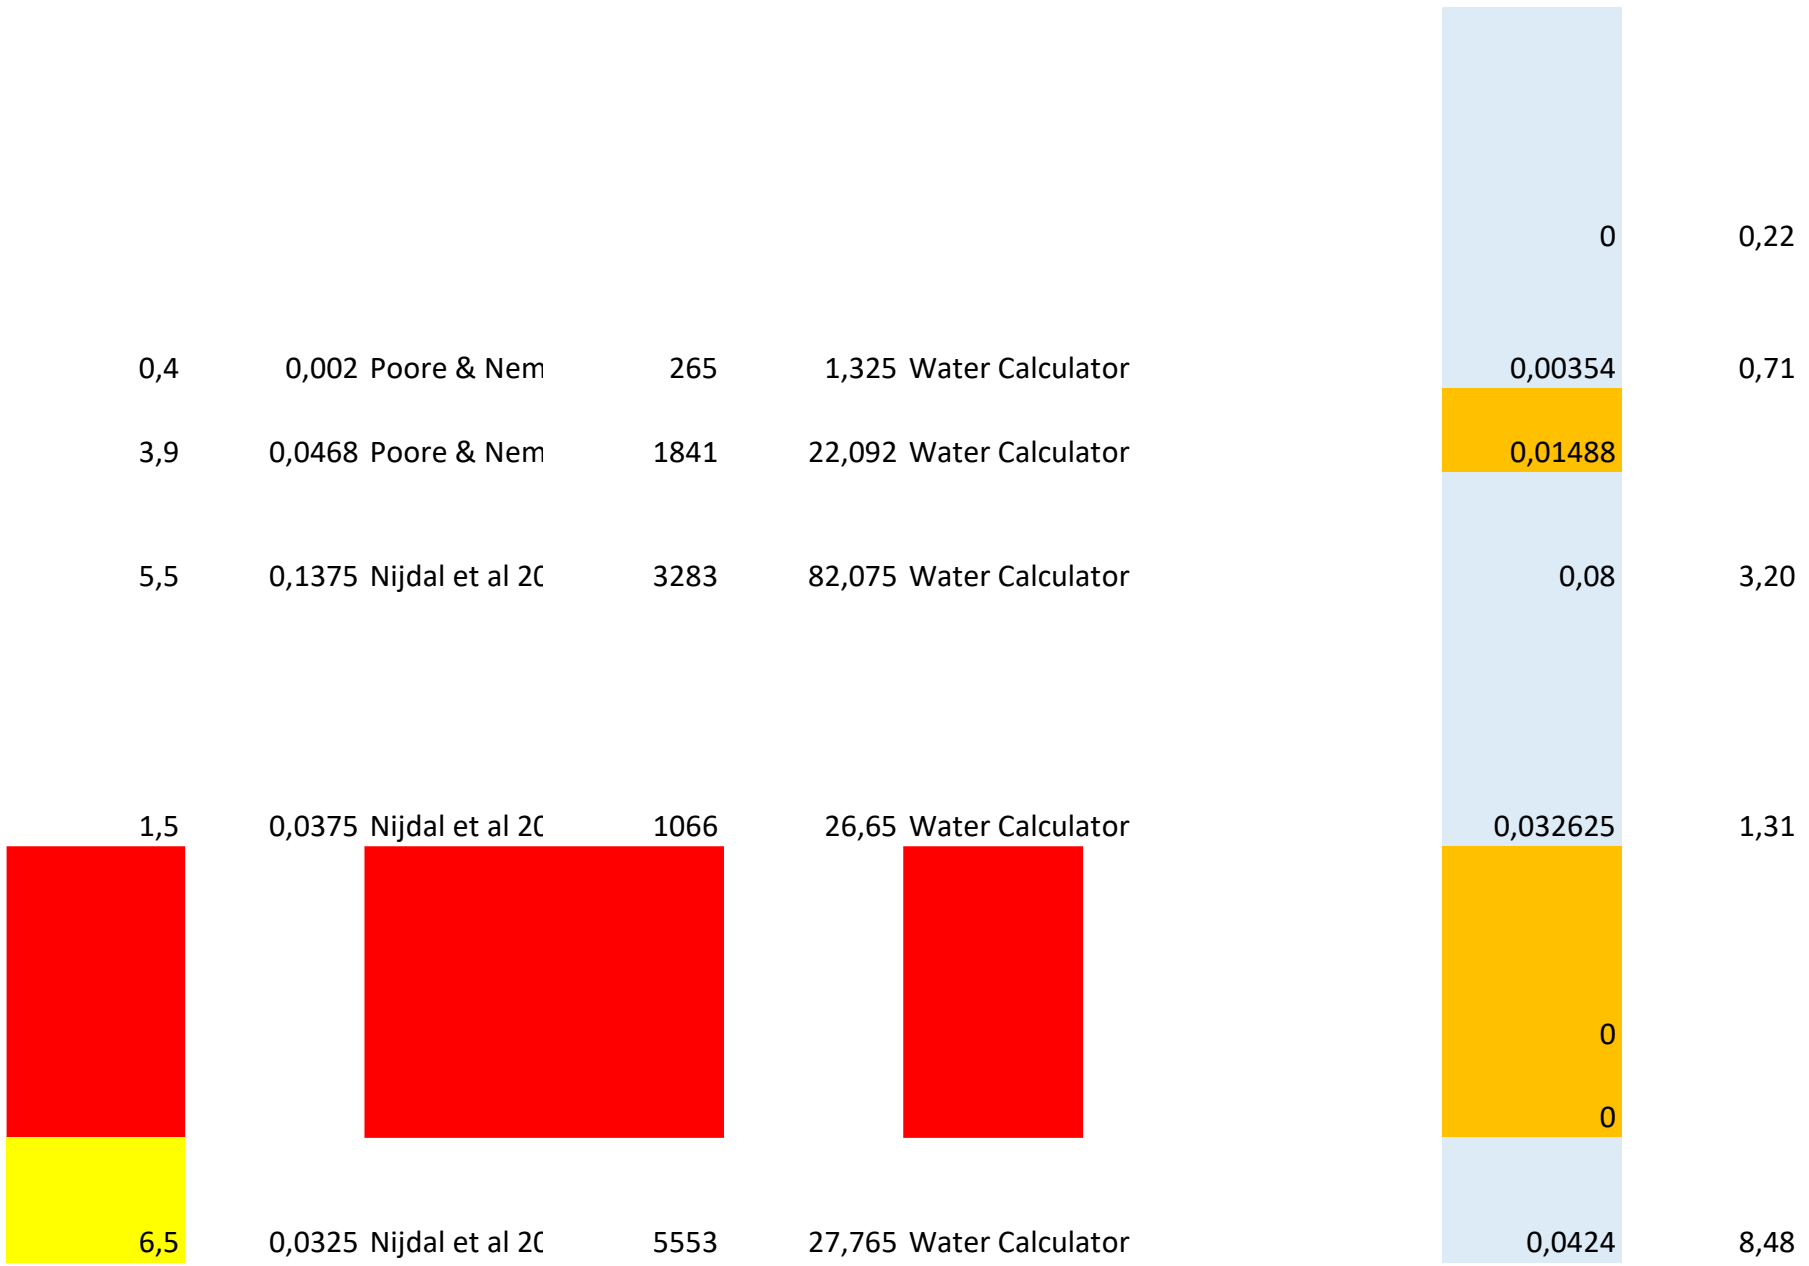 0 0,22
0,4 0,002 Poore & Nem 265 1,325 Water Calculator 0,00354 0,71
3,9 0,0468 Poore & Nem 1841 22,092 Water Calculator 0,01488
5,5 0,1375 Nijdal et al 20 3283 82,075 Water Calculator 0,08 3,20
1,5 0,0375 Nijdal et al 20 1066 26,65 Water Calculator 0,032625 1,31
0
0
6,5 0,0325 Nijdal et al 20 5553 27,765 Water Calculator 0,0424 8,48